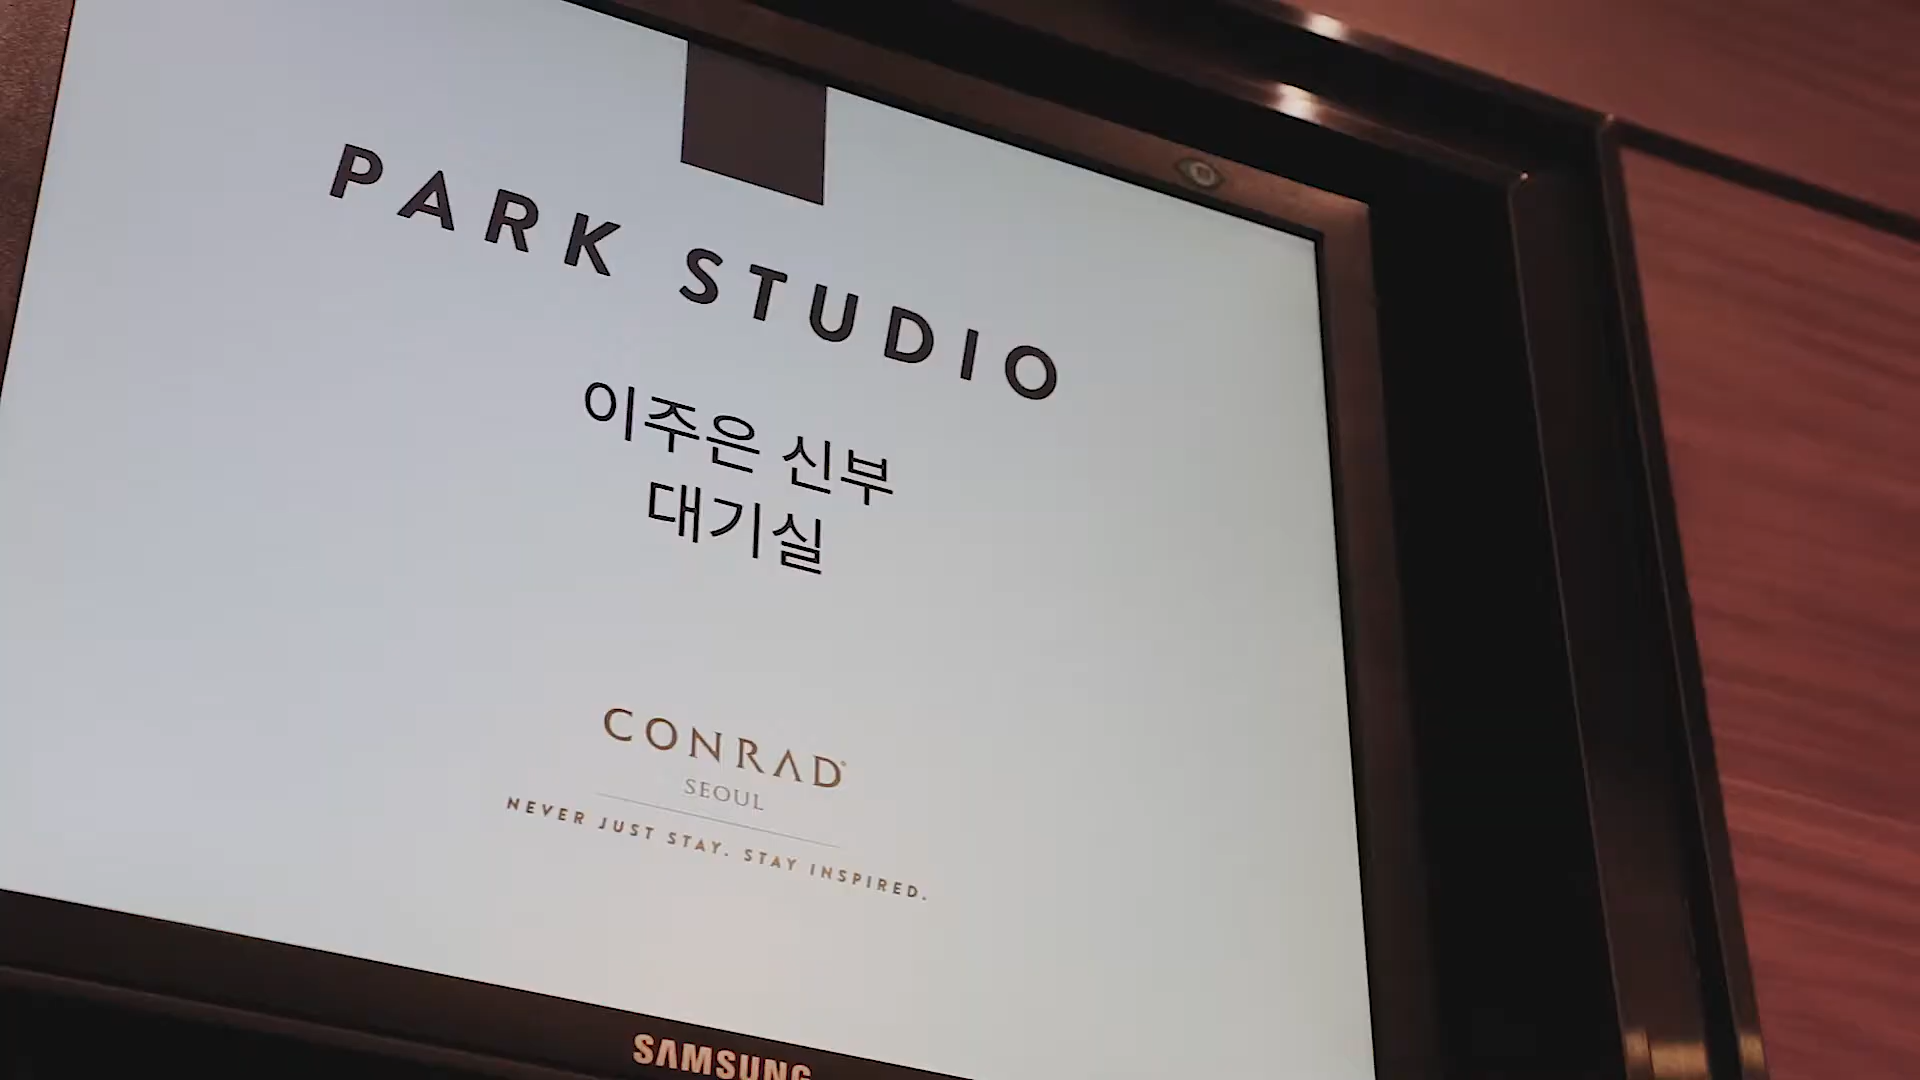 PARK STUDIO
이주은 신부
대기실
CONRAD
SEOUL
NEVER JUST STAY. STAY INSPIRED.
SAMSUNG